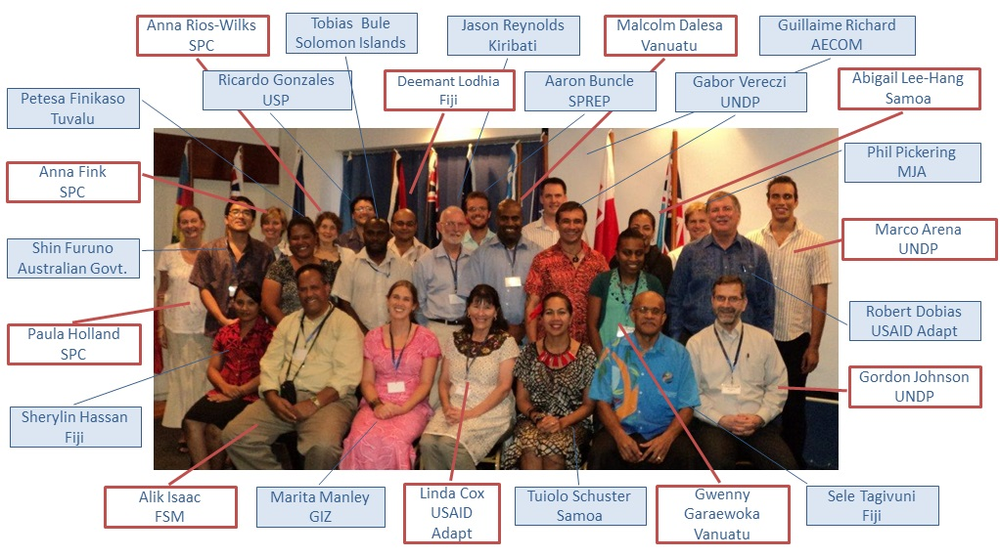 Anna Rios-Wilks
SPC
Tobias  Bule
Solomon Islands
Jason Reynolds
Kiribati
Malcolm Dalesa
Vanuatu
Guillaime Richard
AECOM
Ricardo Gonzales
USP
Deemant Lodhia
Fiji
Aaron Buncle
SPREP
Gabor Vereczi
UNDP
Abigail Lee-Hang
Samoa
Petesa Finikaso
Tuvalu
Phil Pickering
MJA
Anna Fink
SPC
Marco Arena
UNDP
Shin Furuno
Australian Govt.
Robert Dobias
USAID Adapt
Paula Holland
SPC
Gordon Johnson
UNDP
Sherylin Hassan
Fiji
Alik Isaac
FSM
Marita Manley
GIZ
Linda Cox
USAID
Adapt
Tuiolo Schuster
Samoa
Gwenny
Garaewoka
Vanuatu
Sele Tagivuni
Fiji